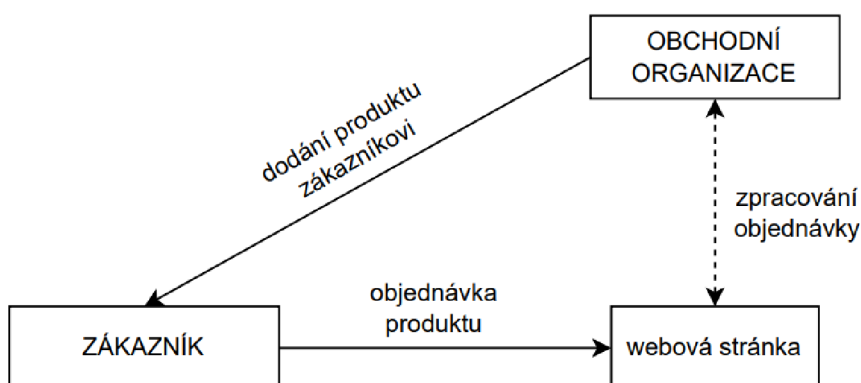 OBCHODNÍ
ORGANIZACE
dodání produktu
zákazníkovi
zpracování
objednávky
objednávka
produktu
ZÁKAZNÍK
webová stránka